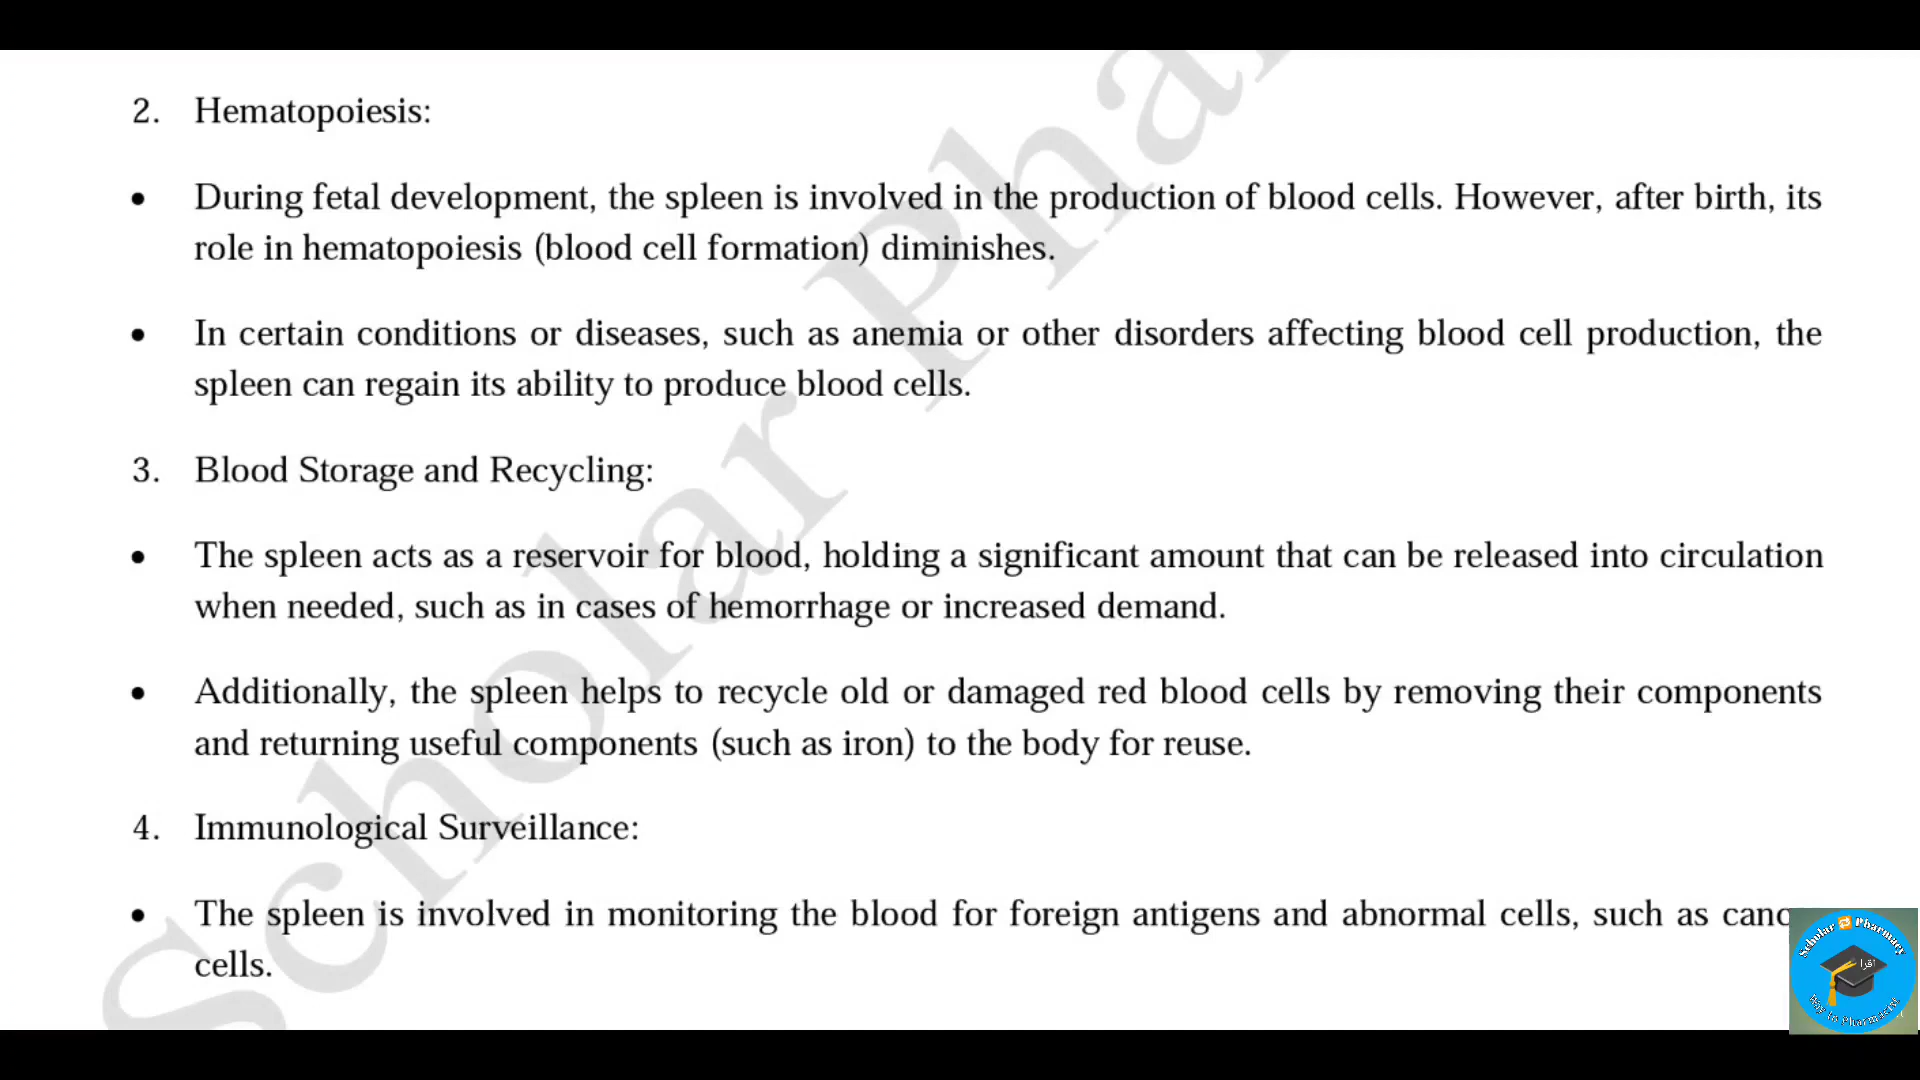 2. Hematopoiesis:
• During fetal development, the spleen is involved in the production of blood cells. However, after birth, its
role in hematopoiesis (blood cell formation) diminishes.
• In certain conditions or diseases, such as anemia or other disorders affecting blood cell production, the
spleen can regain its ability to produce blood cells.
3. Blood Storage and Recycling:
• The spleen acts as a reservoir for blood, holding a significant amount that can be released into circulation
when needed, such as in cases of hemorrhage or increased demand.
• Additionally, the spleen helps to recycle old or damaged red blood cells by removing their components
and returning useful components (such as iron) to the body for reuse.
4. Immunological Surveillance:
• The spleen is involved in monitoring the blood for foreign antigens and abnormal cells, such as canc
cells.
Scholar Pha
Scholar Pharmacy
اقرا
Way to Pharmacist